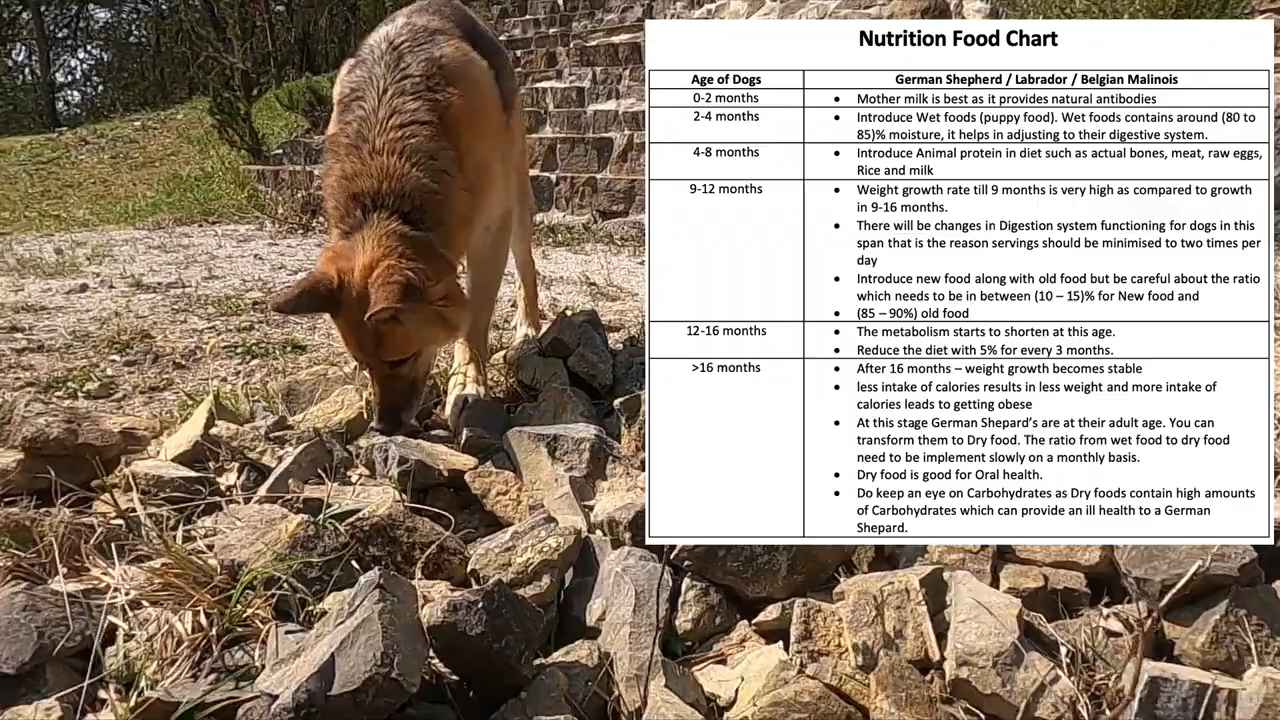 Nutrition Food Chart
Age of Dogs German Shepherd / Labrador / Belgian Malinois
0-2 months • Mother milk is best as it provides natural antibodies
2-4 months • Introduce Wet foods (puppy food). Wet foods contains around (80 to
85)% moisture, it helps in adjusting to their digestive system.
4-8 months • Introduce Animal protein in diet such as actual bones, meat, raw eggs,
Rice and milk
9-12 months • Weight growth rate till 9 months is very high as compared to growth
in 9-16 months.
• There will be changes in Digestion system functioning for dogs in this
span that is the reason servings should be minimised to two times per
day
• Introduce new food along with old food but be careful about the ratio
which needs to be in between (10 – 15)% for New food and
• (85 – 90%) old food
12-16 months • The metabolism starts to shorten at this age.
• Reduce the diet with 5% for every 3 months.
>16 months • After 16 months – weight growth becomes stable
• less intake of calories results in less weight and more intake of
calories leads to getting obese
• At this stage German Shepard's are at their adult age. You can
transform them to Dry food. The ratio from wet food to dry food
need to be implement slowly on a monthly basis.
• Dry food is good for Oral health.
• Do keep an eye on Carbohydrates as Dry foods contain high amounts
of Carbohydrates which can provide an ill health to a German
Shepard.